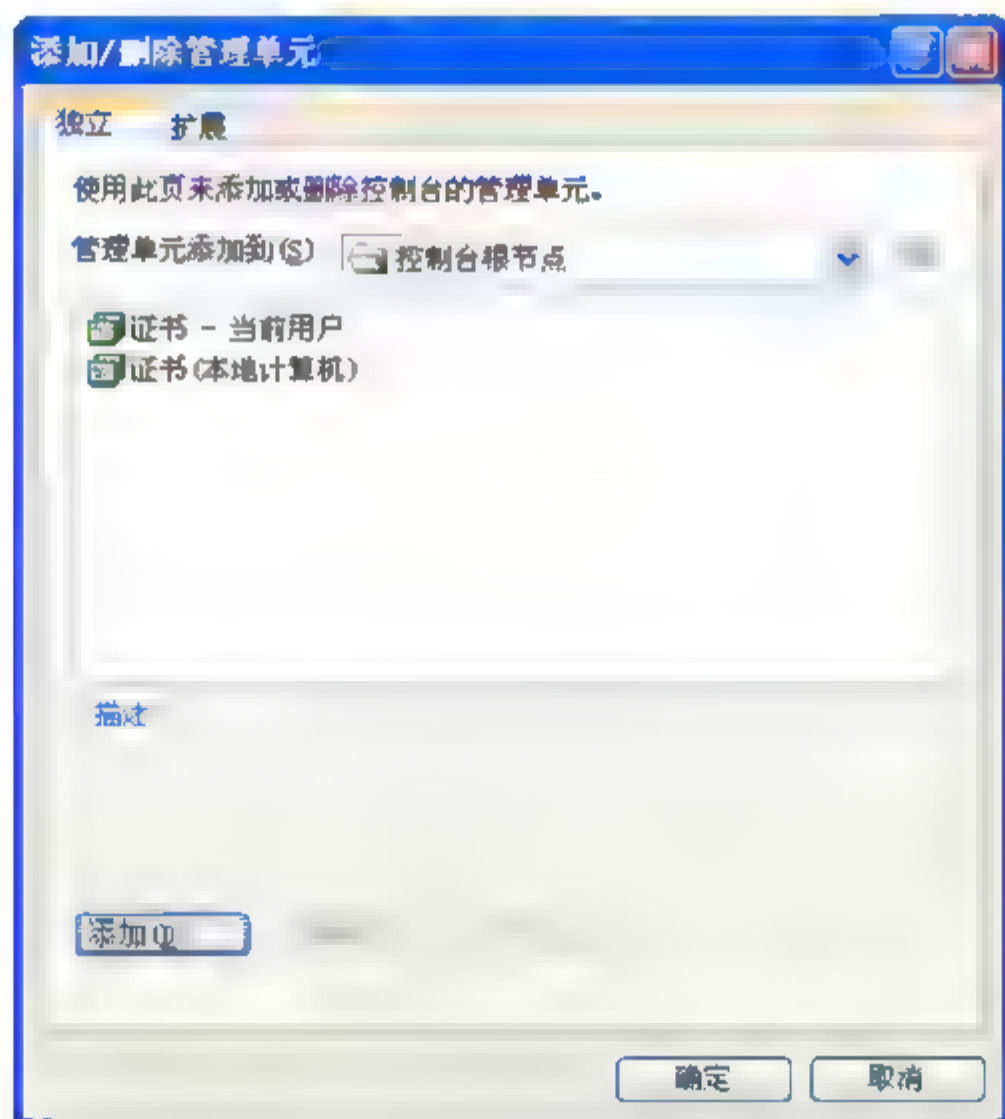 添加/删除管理单元
独立 扩展
使用此页来添加或删除控制台的管理单元。
管理单元添加到(S) 控制台根节点
证书 - 当前用户
证书(本地计算机)
描述
添加
确定 取消